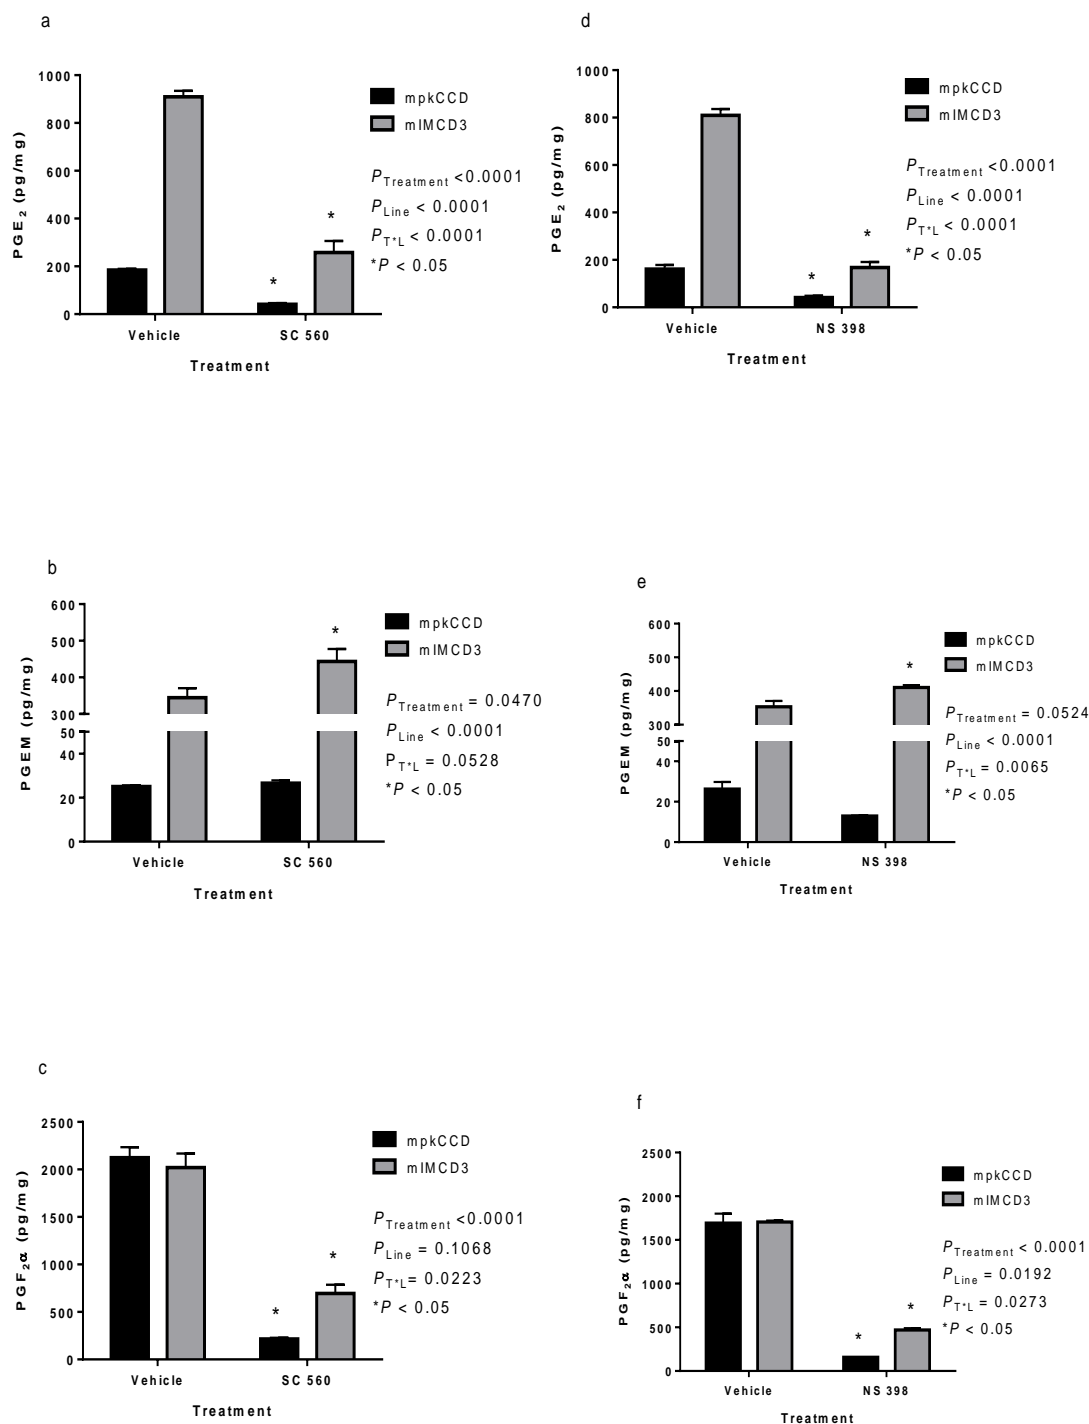 a
1000
800
600
400
200
0
PGE2 (pg/mg)
Vehicle
SC 560
Treatment
mpkCCD
mIMCD3
PTreatment <0.0001
PLine < 0.0001
PT*L < 0.0001
*P < 0.05
*
*
d
1000
800
600
400
200
0
PGE2 (pg/mg)
Vehicle
NS 398
Treatment
mpkCCD
mIMCD3
PTreatment <0.0001
PLine < 0.0001
PT*L < 0.0001
*P < 0.05
*
*
b
600
500
400
300
50
40
20
0
PGEM (pg/mg)
Vehicle
SC 560
Treatment
mpkCCD
mIMCD3
PTreatment = 0.0470
PLine < 0.0001
PT*L = 0.0528
*P < 0.05
*
e
600
500
400
300
50
40
20
0
PGEM (pg/mg)
Vehicle
NS 398
Treatment
mpkCCD
mIMCD3
PTreatment = 0.0524
PLine < 0.0001
PT*L = 0.0065
*P < 0.05
*
c
2500
2000
1500
1000
500
0
PGF2α (pg/mg)
Vehicle
SC 560
Treatment
mpkCCD
mIMCD3
PTreatment <0.0001
PLine = 0.1068
PT*L= 0.0223
*P < 0.05
*
*
f
2500
2000
1500
1000
500
0
PGF2α (pg/mg)
Vehicle
NS 398
Treatment
mpkCCD
mIMCD3
PTreatment < 0.0001
PLine = 0.0192
PT*L = 0.0273
*P < 0.05
*
*